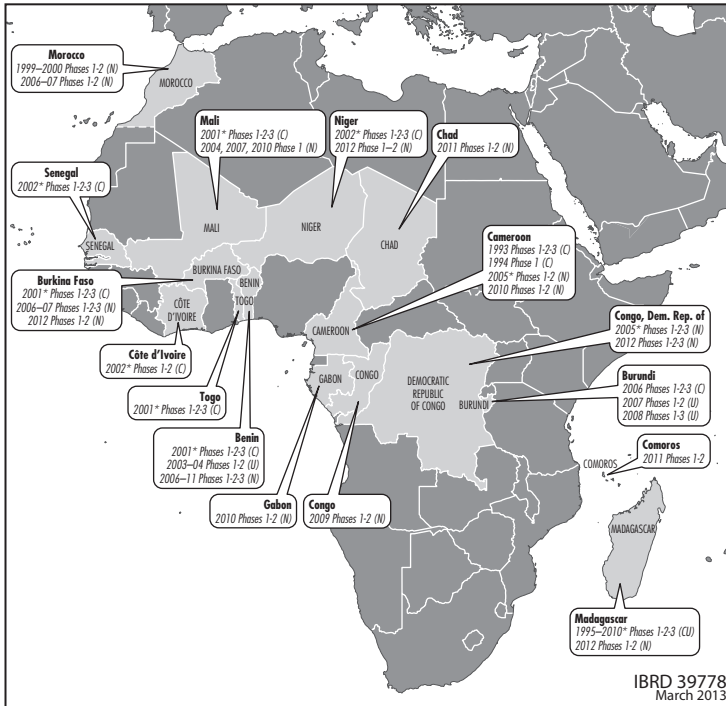 Morocco
1999–2000 Phases 1-2 (N)
2006–07 Phases 1-2 (N)
MOROCCO
Mali
2001* Phases 1-2-3 (C)
2004, 2007, 2010 Phase 1 (N)
Niger
2002* Phases 1-2-3 (C)
2012 Phase 1–2 (N)
Chad
2011 Phases 1-2 (N)
Senegal
2002* Phases 1-2-3 (C)
SENEGAL
MALI
NIGER
CHAD
Cameroon
1993 Phases 1-2-3 (C)
1994 Phase 1 (C)
2005* Phase 1-2 (N)
2010 Phases 1-2 (N)
BURKINA FASO
BENIN
Burkina Faso
2001* Phases 1-2-3 (C)
2006–07 Phases 1-2-3 (N)
2012 Phases 1-2 (N)
CÔTE
D'IVOIRE
TOGO
CAMEROON
Congo, Dem. Rep. of
2005* Phases 1-2-3 (N)
2012 Phases 1-2-3 (N)
Côte d'Ivoire
2002* Phases 1-2 (C)
GABON
CONGO
DEMOCRATIC
REPUBLIC
OF CONGO
BURUNDI
Burundi
2006 Phases 1-2-3 (C)
2007 Phases 1-2 (U)
2008 Phases 1-3 (U)
Togo
2001* Phases 1-2-3 (C)
Benin
2001* Phases 1-2-3 (C)
2003–04 Phases 1-2 (U)
2006–11 Phases 1-2-3 (N)
Comoros
2011 Phases 1-2
COMOROS
Gabon
2010 Phases 1-2 (N)
Congo
2009 Phases 1-2 (N)
MADAGASCAR
Madagascar
1995–2010* Phases 1-2-3 (CU)
2012 Phases 1-2 (N)
IBRD 39778
March 2013